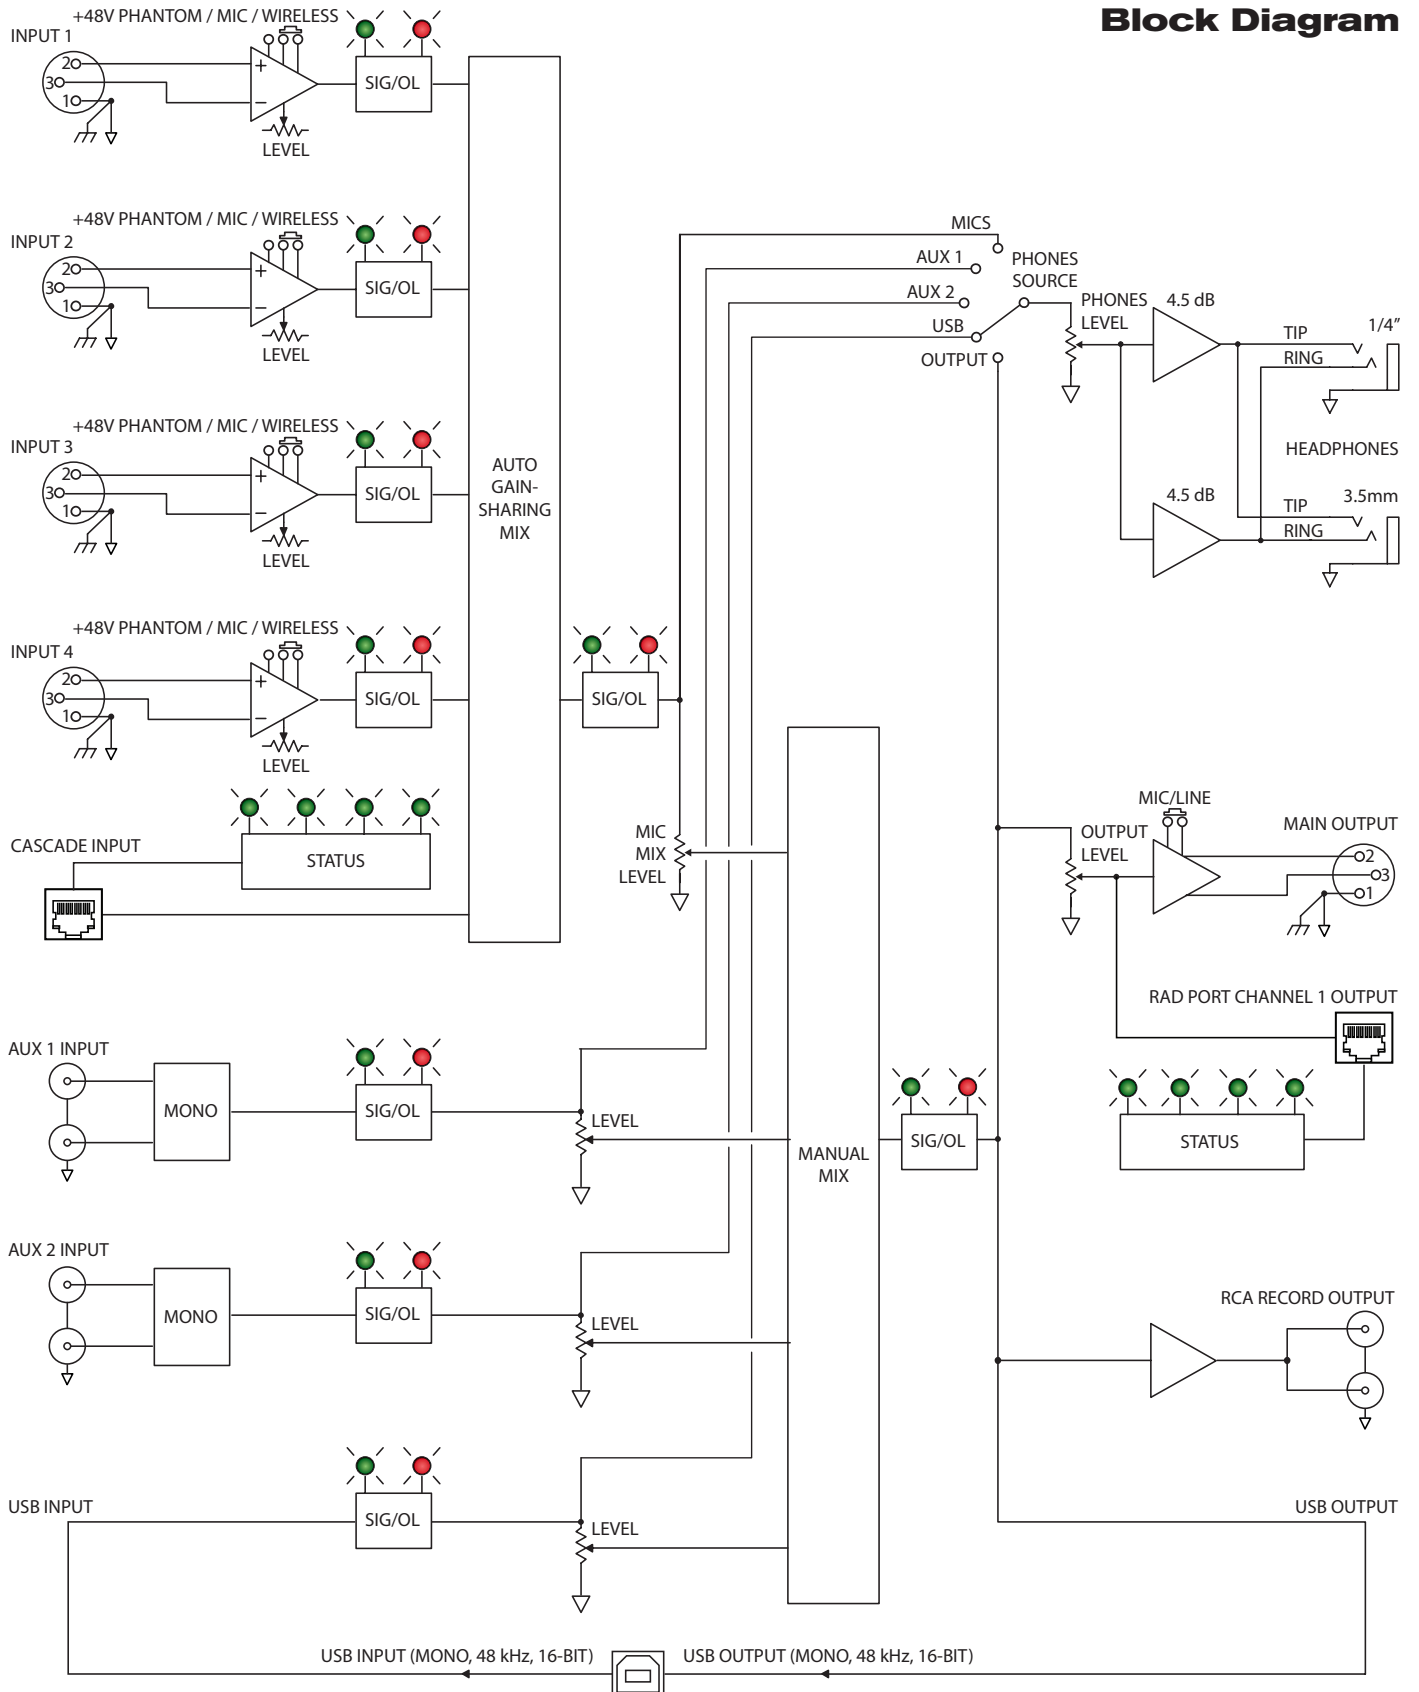 Block Diagram
+48V PHANTOM / MIC / WIRELESS
INPUT 1
2
3
1
+
−
LEVEL
SIG/OL
+48V PHANTOM / MIC / WIRELESS
INPUT 2
2
3
1
+
−
LEVEL
SIG/OL
+48V PHANTOM / MIC / WIRELESS
INPUT 3
2
3
1
+
−
LEVEL
SIG/OL
+48V PHANTOM / MIC / WIRELESS
INPUT 4
2
3
1
+
−
LEVEL
SIG/OL
AUTO
GAIN-
SHARING
MIX
SIG/OL
CASCADE INPUT
STATUS
MIC
MIX
LEVEL
MICS
AUX 1
AUX 2
USB
OUTPUT
PHONES
SOURCE
PHONES
LEVEL
4.5 dB
TIP
1/4”
RING
HEADPHONES
4.5 dB
TIP
3.5mm
RING
MIC/LINE
OUTPUT
LEVEL
MAIN OUTPUT
2
3
1
RAD PORT CHANNEL 1 OUTPUT
STATUS
AUX 1 INPUT
MONO
SIG/OL
LEVEL
MANUAL
MIX
SIG/OL
AUX 2 INPUT
MONO
SIG/OL
LEVEL
RCA RECORD OUTPUT
USB INPUT
SIG/OL
LEVEL
USB OUTPUT
USB INPUT (MONO, 48 kHz, 16-BIT)
USB OUTPUT (MONO, 48 kHz, 16-BIT)